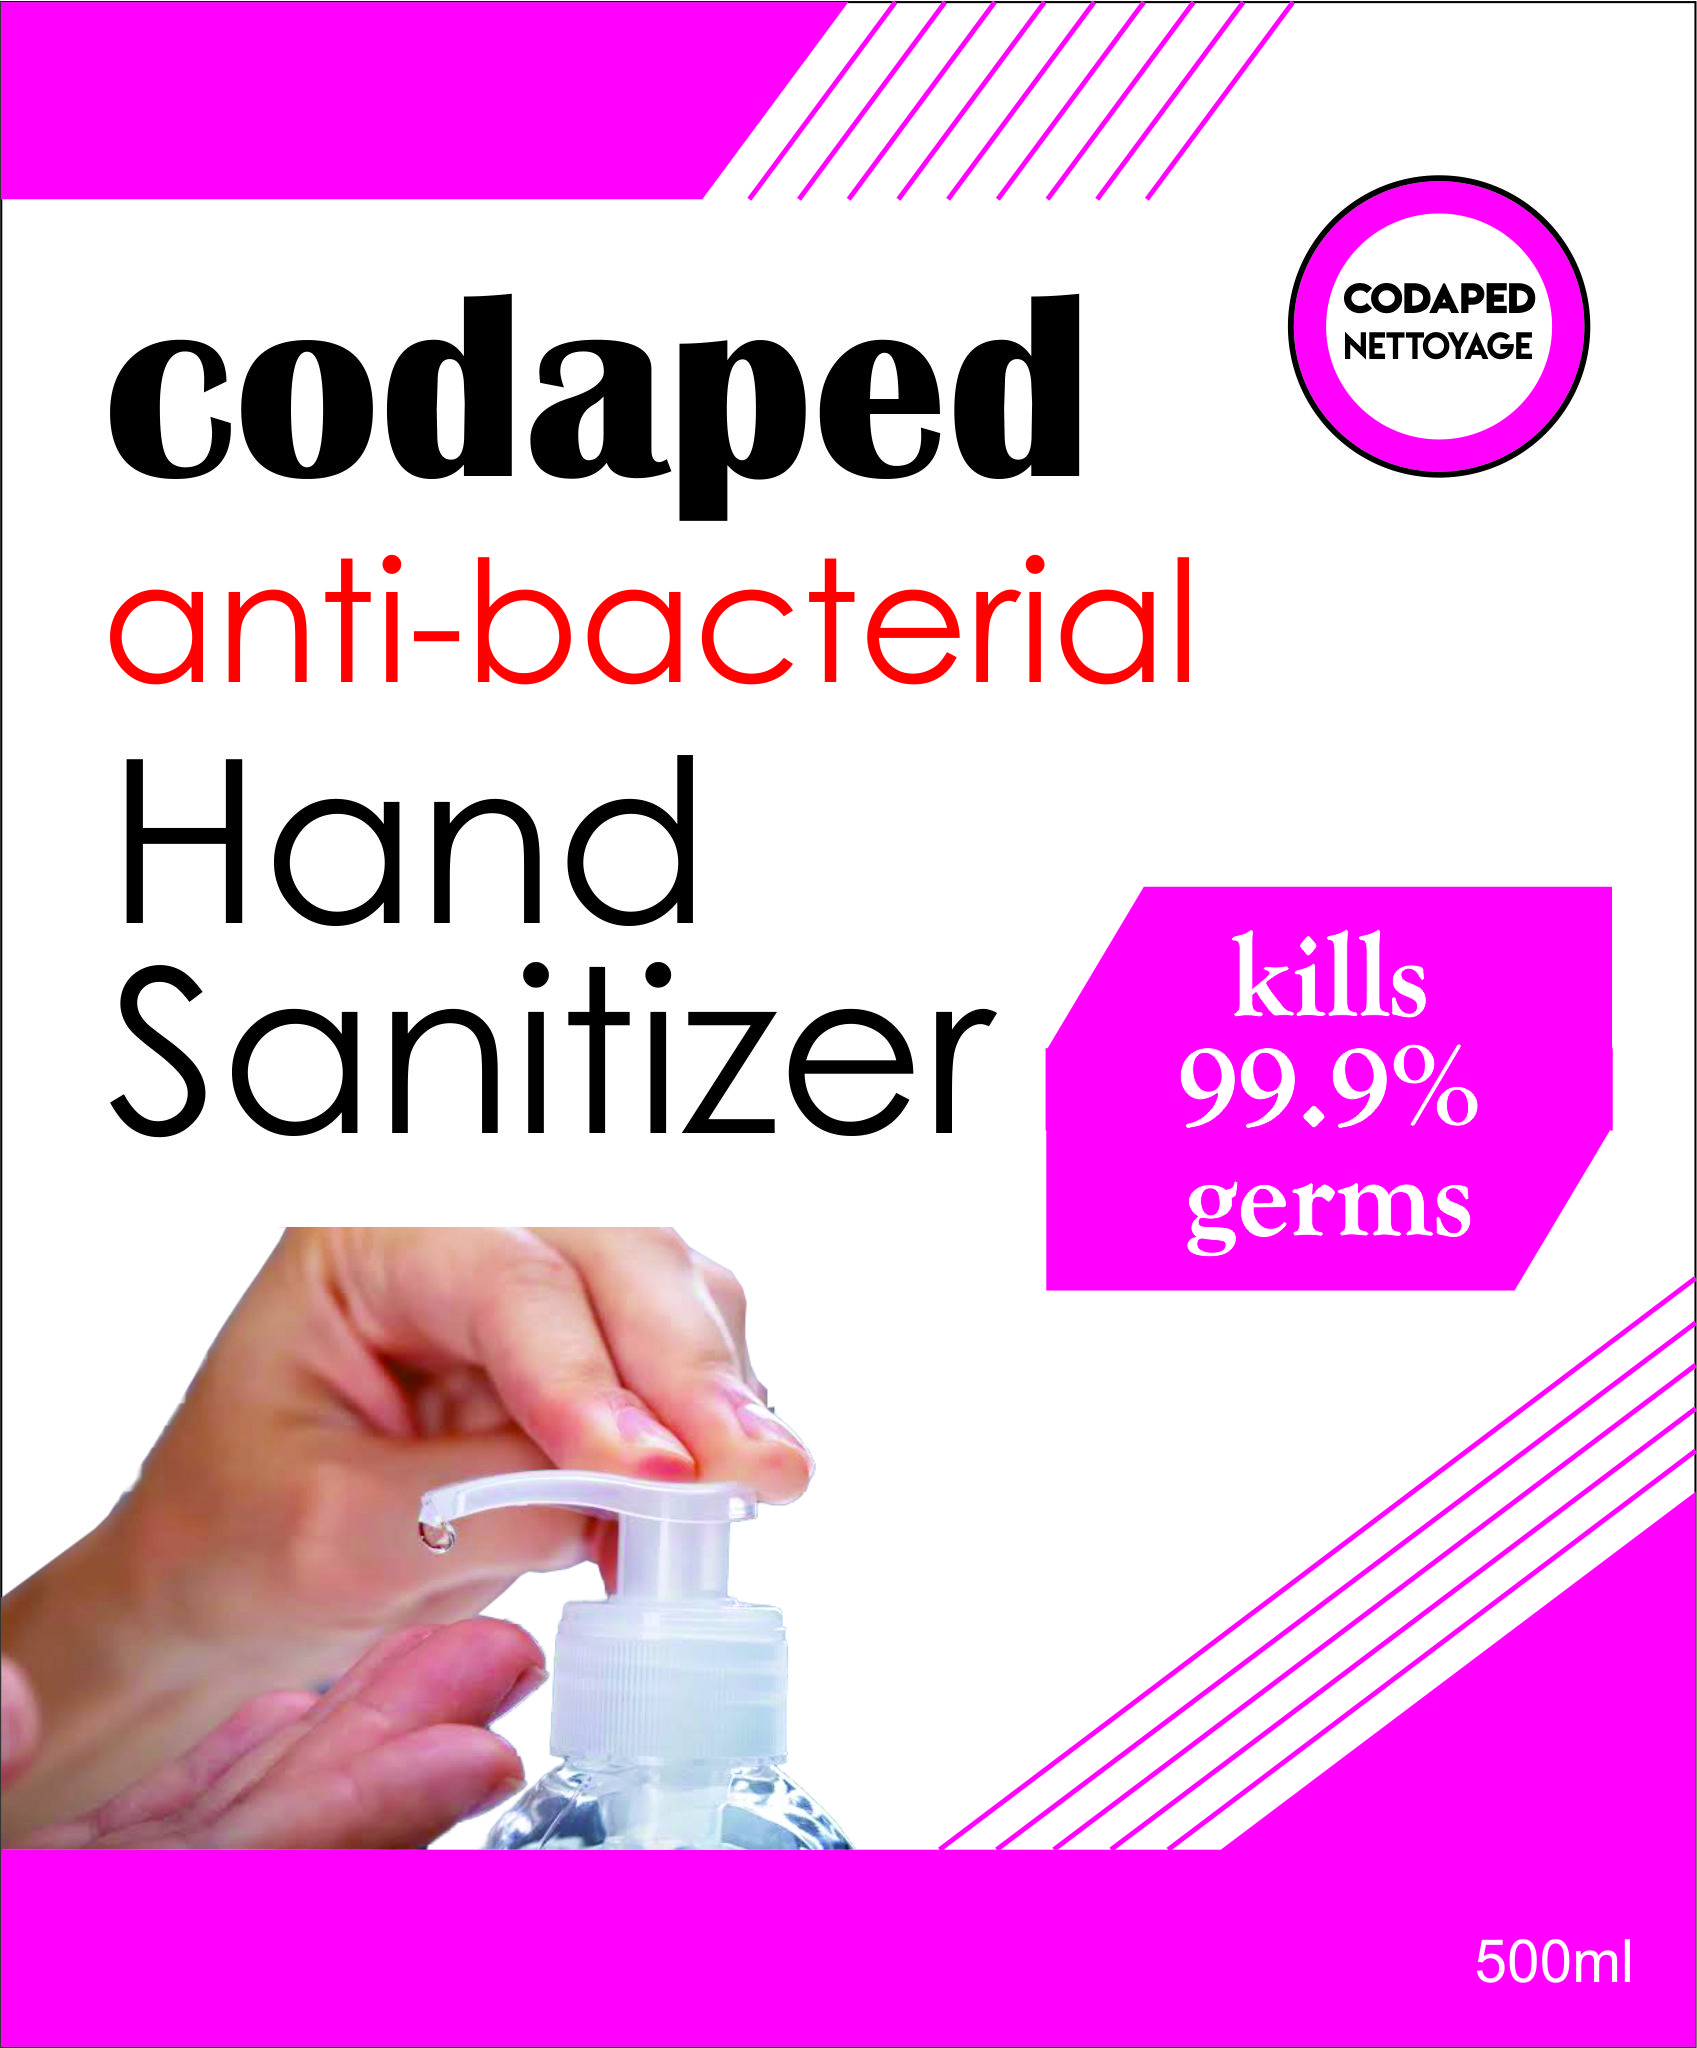 CODAPED
NETTOYAGE
codaped
anti-bacterial
Hand
Sanitizer
kills
99.9%
germs
500ml